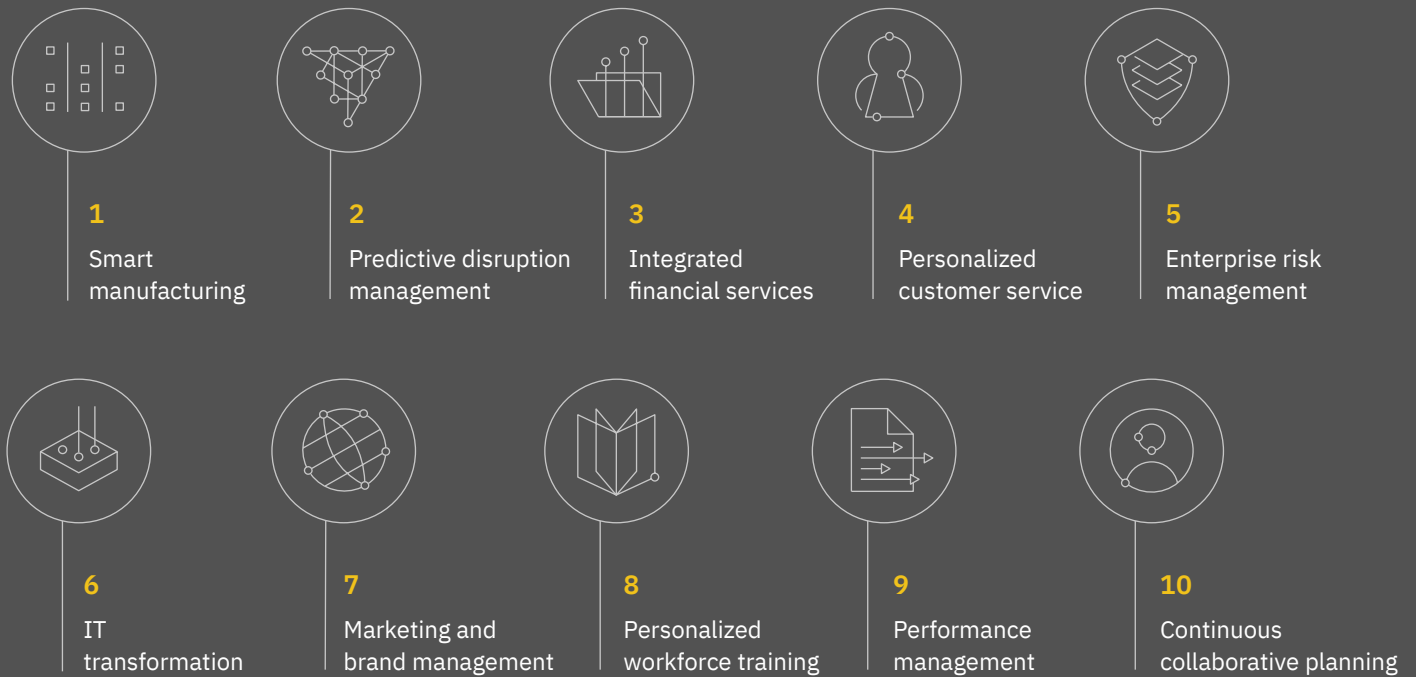 1
Smart
manufacturing
2
Predictive disruption
management
3
Integrated
financial services
4
Personalized
customer service
5
Enterprise risk
management
6
IT
transformation
7
Marketing and
brand management
8
Personalized
workforce training
9
Performance
management
10
Continuous
collaborative planning